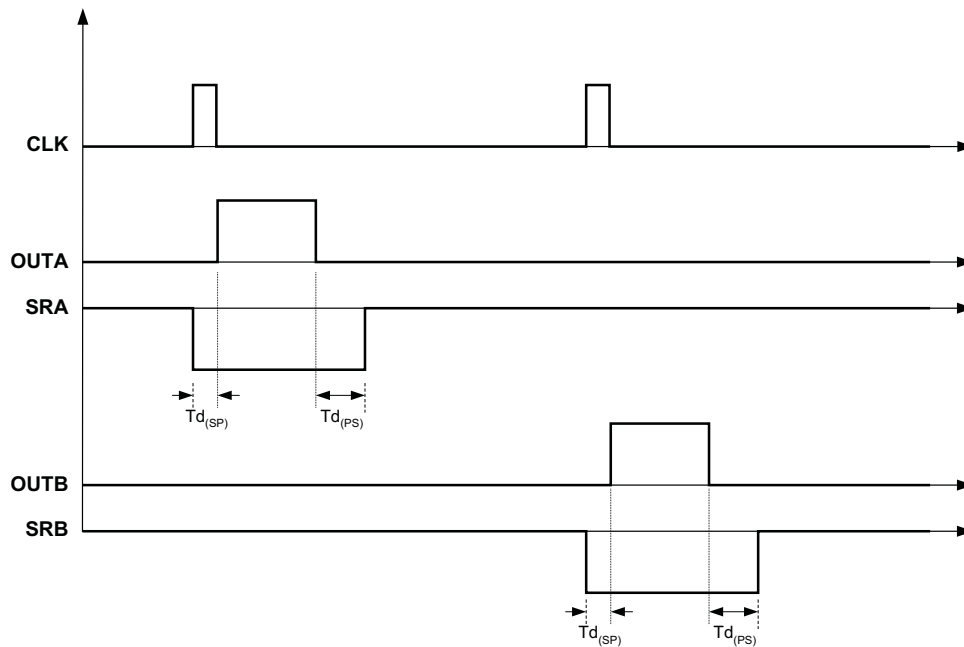 CLK
OUTA
SRA
Td(SP) Td(PS)
OUTB
SRB
Td(SP) Td(PS)